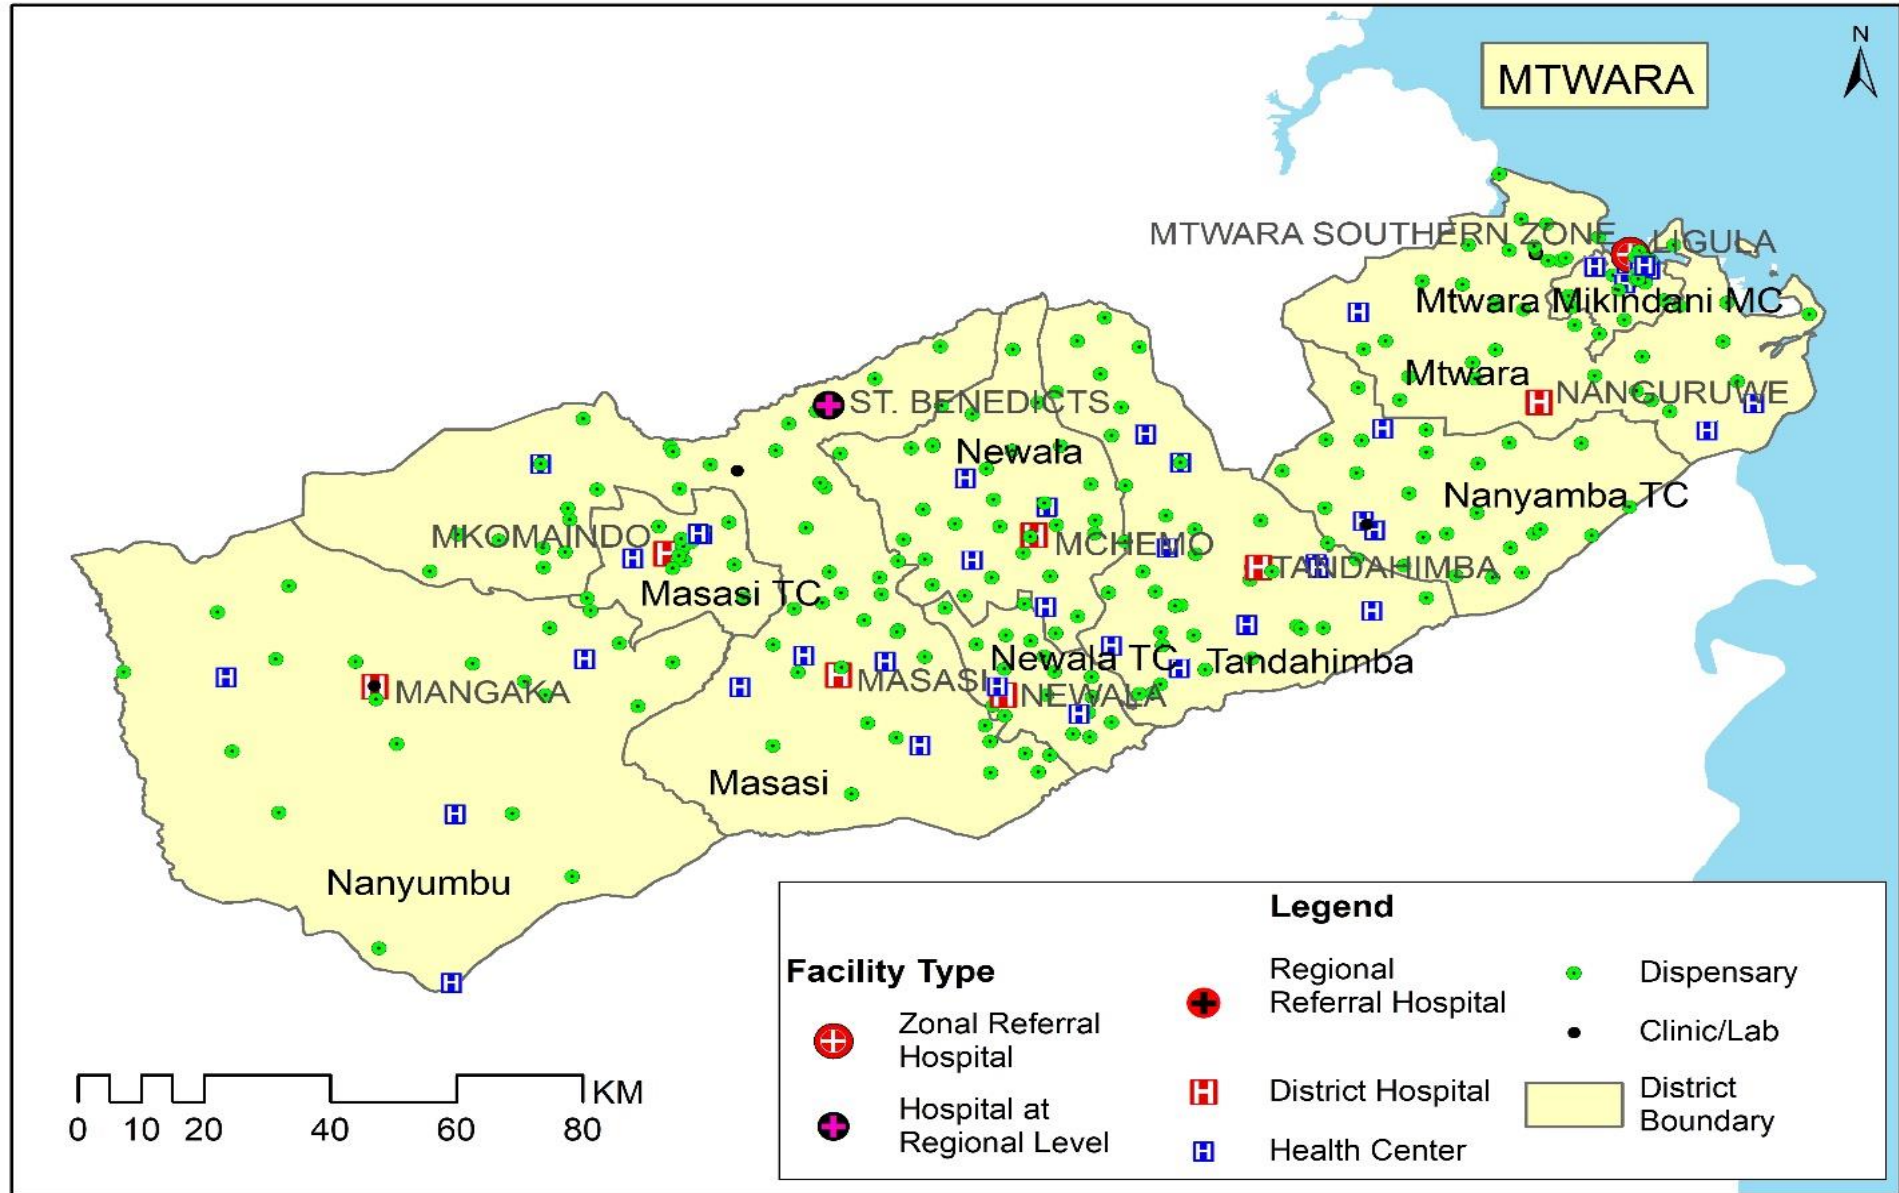 N
MTWARA
MTWARA SOUTHERN ZONE
LIGULA
Mtwara Mikindani MC
Mtwara
NANGURUWE
ST. BENEDICTS
Newala
Nanyamba TC
MKOMAINDO
MCHEMO
TANDAHIMBA
Masasi TC
Newala TC
Tandahimba
MANGAKA
MASASI
NEWALA
Masasi
Nanyumbu
Legend
Facility Type
Zonal Referral
Hospital
Hospital at
Regional Level
Regional
Referral Hospital
District Hospital
Health Center
Dispensary
Clinic/Lab
District
Boundary
KM
0 10 20 40 60 80